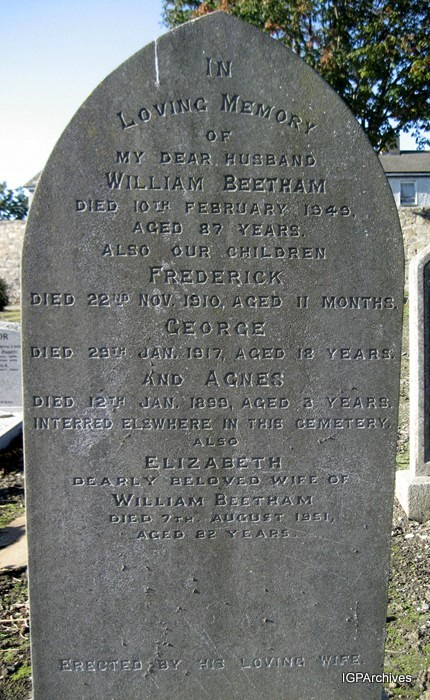 IN
LOVING MEMORY
OF
MY DEAR HUSBAND
WILLIAM BEETHAM
DIED 10TH FEBRUARY 1949,
AGED 87 YEARS.
ALSO OUR CHILDREN
FREDERICK
DIED 22ND NOV. 1910, AGED 11 MONTHS.
GEORGE
DIED 29TH JAN. 1917, AGED 18 YEARS.
AND AGNES
DIED 12TH JAN. 1899, AGED 3 YEARS.
INTERRED ELSWHERE IN THIS CEMETERY.
ALSO
ELIZABETH
DEARLY BELOVED WIFE OF
WILLIAM BEETHAM
DIED 7TH. AUGUST 1951,
AGED 82 YEARS.
ERECTED BY HIS LOVING WIFE.
IGPArchives